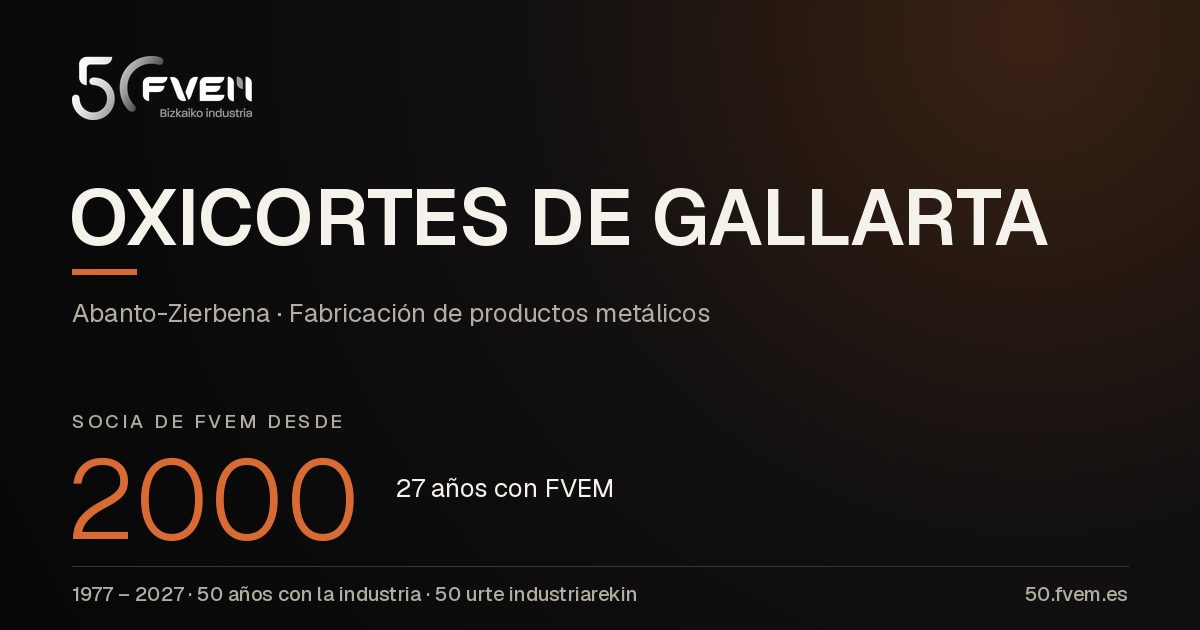 50 FVEM
Bizkaiko industria
OXICORTES DE GALLARTA
Abanto-Zierbena · Fabricación de productos metálicos
SOCIA DE FVEM DESDE
2000
27 años con FVEM
1977 – 2027 · 50 años con la industria · 50 urte industriarekin
50.fvem.es